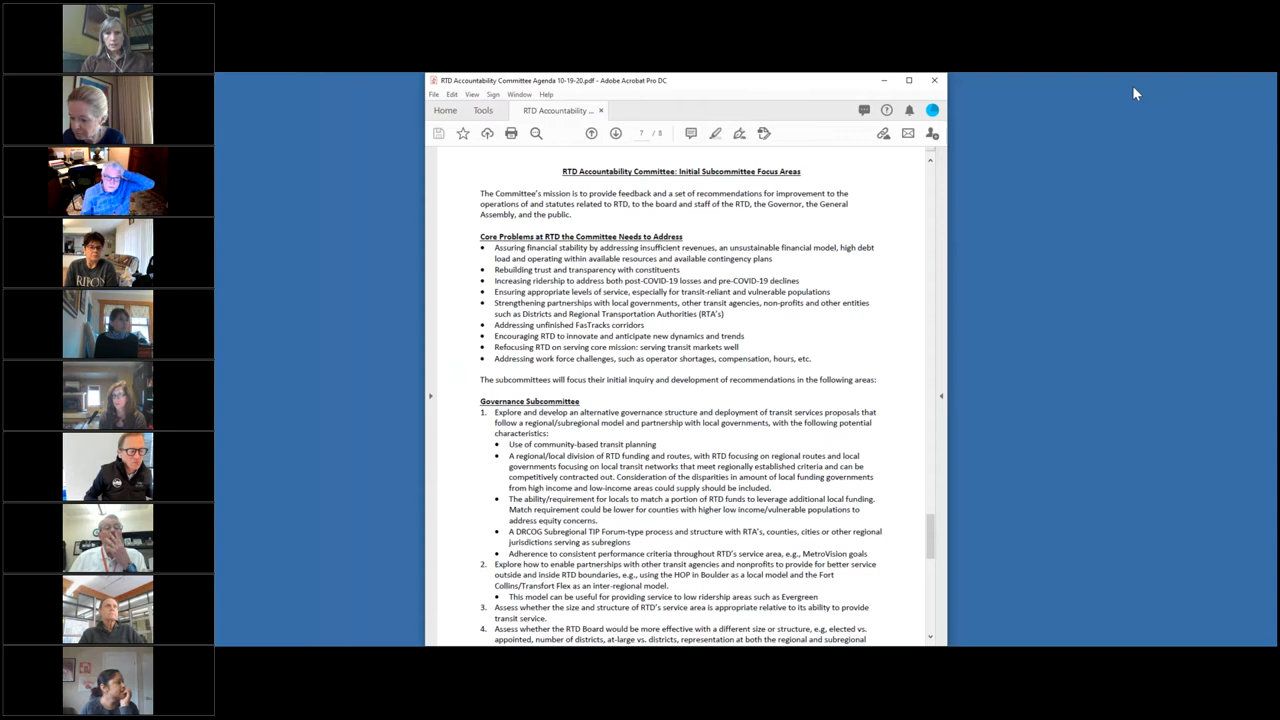 RTD Accountability Committee Agenda 10-19-20.pdf - Adobe Acrobat Pro DC
File Edit View Sign Window Help
Home Tools RTD Accountability ... ×
7 / 8
RTD Accountability Committee: Initial Subcommittee Focus Areas
The Committee's mission is to provide feedback and a set of recommendations for improvement to the
operations of and statutes related to RTD, to the board and staff of the RTD, the Governor, the General
Assembly, and the public.
Core Problems at RTD the Committee Needs to Address
• Assuring financial stability by addressing insufficient revenues, an unsustainable financial model, high debt
load and operating within available resources and available contingency plans
• Rebuilding trust and transparency with constituents
• Increasing ridership to address both post-COVID-19 losses and pre-COVID-19 declines
• Ensuring appropriate levels of service, especially for transit-reliant and vulnerable populations
• Strengthening partnerships with local governments, other transit agencies, non-profits and other entities
such as Districts and Regional Transportation Authorities (RTA's)
• Addressing unfinished FasTracks corridors
• Encouraging RTD to innovate and anticipate new dynamics and trends
• Refocusing RTD on serving core mission: serving transit markets well
• Addressing work force challenges, such as operator shortages, compensation, hours, etc.
The subcommittees will focus their initial inquiry and development of recommendations in the following areas:
Governance Subcommittee
1. Explore and develop an alternative governance structure and deployment of transit services proposals that
follow a regional/subregional model and partnership with local governments, with the following potential
characteristics:
• Use of community-based transit planning
• A regional/local division of RTD funding and routes, with RTD focusing on regional routes and local
governments focusing on local transit networks that meet regionally established criteria and can be
competitively contracted out. Consideration of the disparities in amount of local funding governments
from high income and low-income areas could supply should be included.
• The ability/requirement for locals to match a portion of RTD funds to leverage additional local funding.
Match requirement could be lower for counties with higher low income/vulnerable populations to
address equity concerns.
• A DRCOG Subregional TIP Forum-type process and structure with RTA's, counties, cities or other regional
jurisdictions serving as subregions
• Adherence to consistent performance criteria throughout RTD's service area, e.g., MetroVision goals
2. Explore how to enable partnerships with other transit agencies and nonprofits to provide for better service
outside and inside RTD boundaries, e.g., using the HOP in Boulder as a local model and the Fort
Collins/Transfort Flex as an inter-regional model.
• This model can be useful for providing service to low ridership areas such as Evergreen
3. Assess whether the size and structure of RTD's service area is appropriate relative to its ability to provide
transit service.
4. Assess whether the RTD Board would be more effective with a different size or structure, e.g, elected vs.
appointed, number of districts, at-large vs. districts, representation at both the regional and subregional